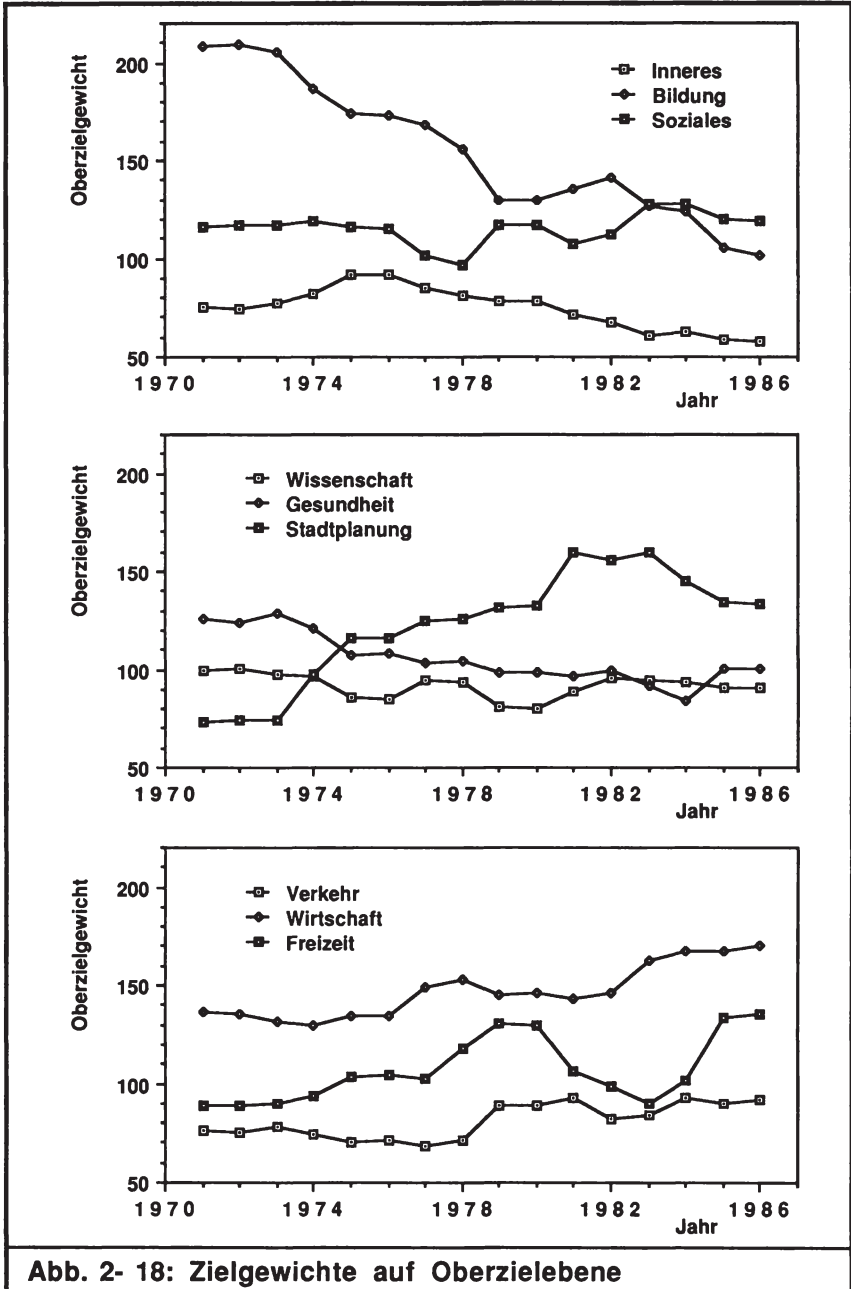 Oberzielgewicht
200
150
100
50
Inneres
Bildung
Soziales
1970 1974 1978 1982 1986
Jahr
Oberzielgewicht
200
150
100
50
Wissenschaft
Gesundheit
Stadtplanung
1970 1974 1978 1982 1986
Jahr
Oberzielgewicht
200
150
100
50
Verkehr
Wirtschaft
Freizeit
1970 1974 1978 1982 1986
Jahr
Abb. 2- 18: Zielgewichte auf Oberzielebene